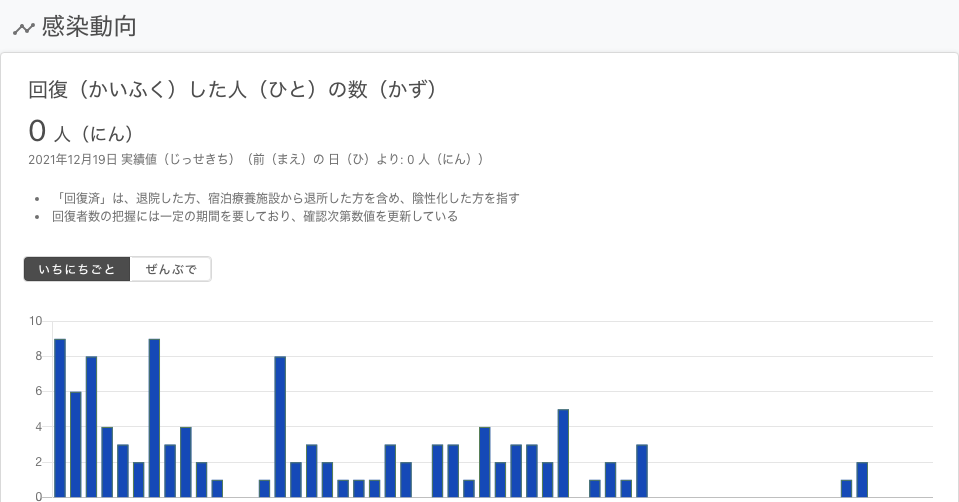 感染動向
回復（かいふく）した人（ひと）の数（かず）
0 人（にん）
2021年12月19日 実績値（じっせきち）（前（まえ）の 日（ひ）より: 0 人（にん））
「回復済」は、退院した方、宿泊療養施設から退所した方を含め、陰性化した方を指す
回復者数の把握には一定の期間を要しており、確認次第数値を更新している
いちにちごと ぜんぶで
10
8
6
4
2
0